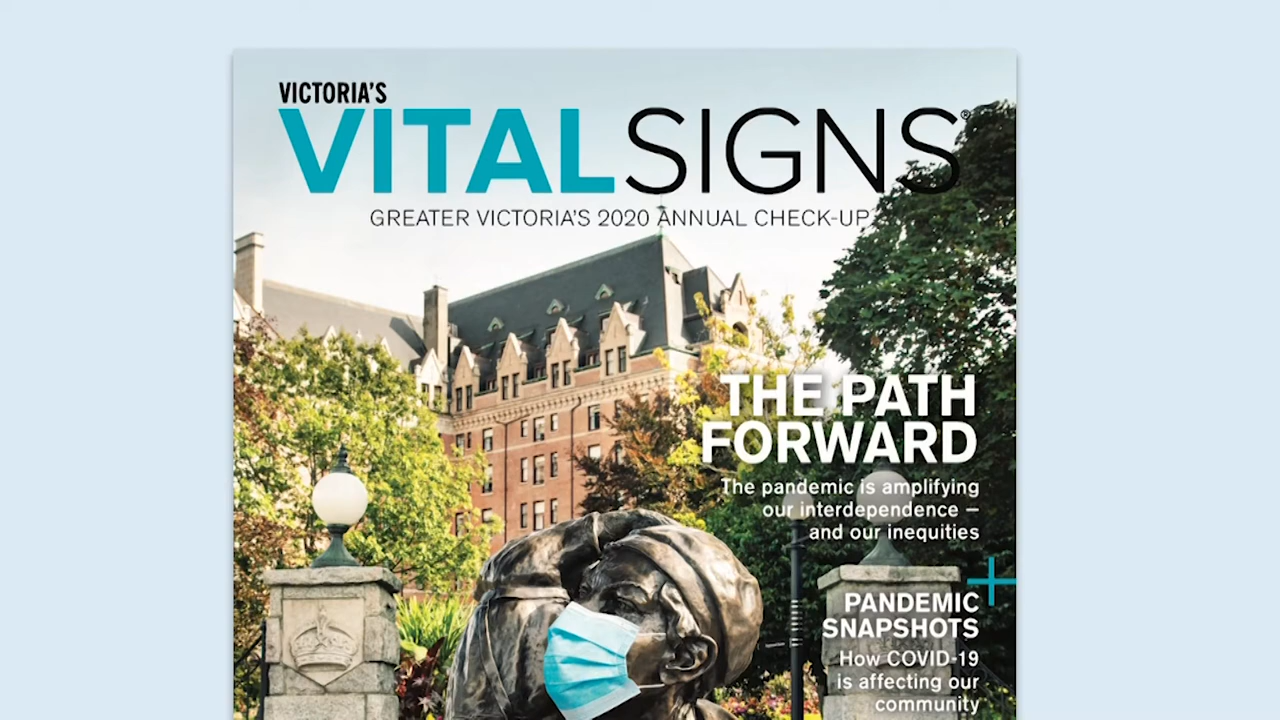 VICTORIA'S
VITALSIGNS®
GREATER VICTORIA'S 2020 ANNUAL CHECK-UP
THE PATH
FORWARD
The pandemic is amplifying
our interdependence –
and our inequities
PANDEMIC
SNAPSHOTS
How COVID-19
is affecting our
community